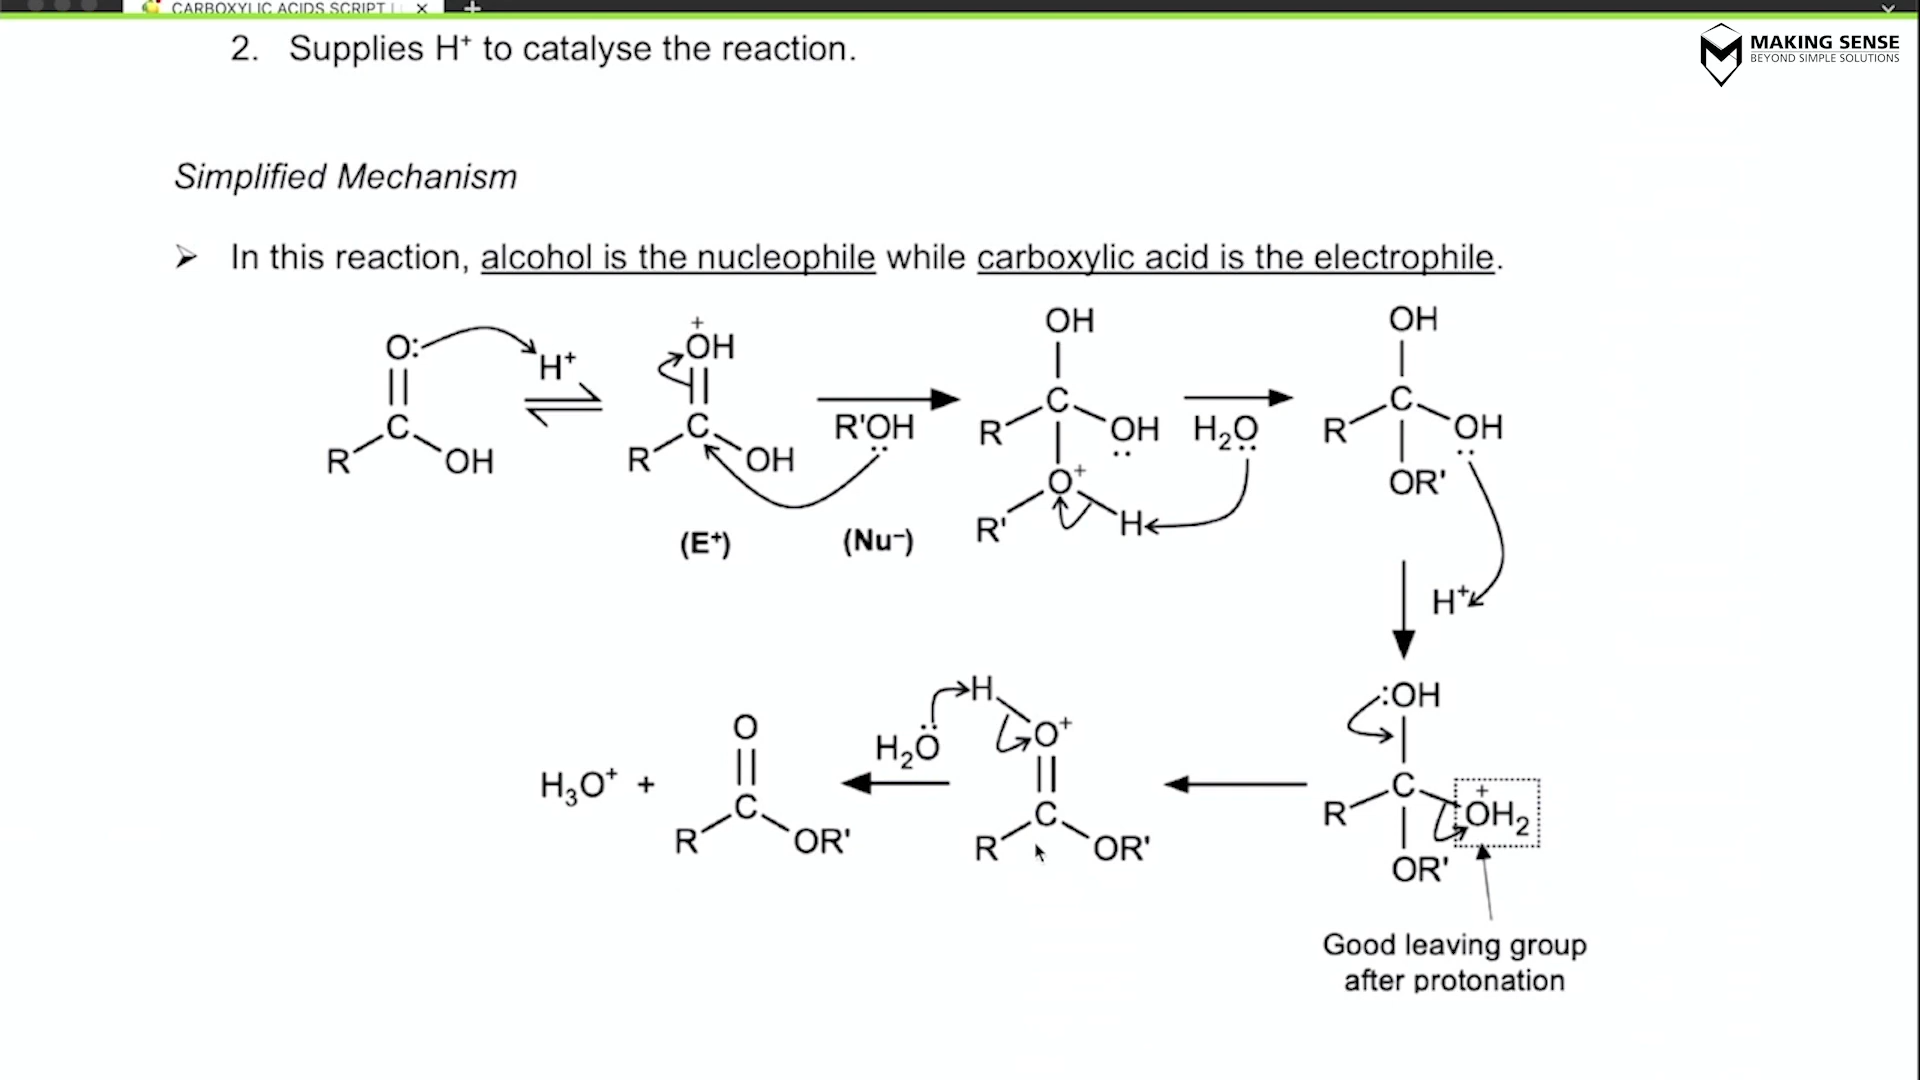 CARBOXYLIC ACIDS SCRIPT
MAKING SENSE
BEYOND SIMPLE SOLUTIONS
2. Supplies H⁺ to catalyse the reaction.
Simplified Mechanism
➢ In this reaction, alcohol is the nucleophile while carboxylic acid is the electrophile.
O:
H⁺
C
R
OH
+
OH
C
R
OH
(E⁺)
R'OH
(Nu⁻)
OH
C
R
OH
O⁺
R'
H
H₂O
OH
C
R
OH
OR'
H⁺
:OH
C
R
+
OH₂
OR'
Good leaving group
after protonation
H
O⁺
C
R
OR'
H₂O
H₃O⁺ +
O
C
R
OR'